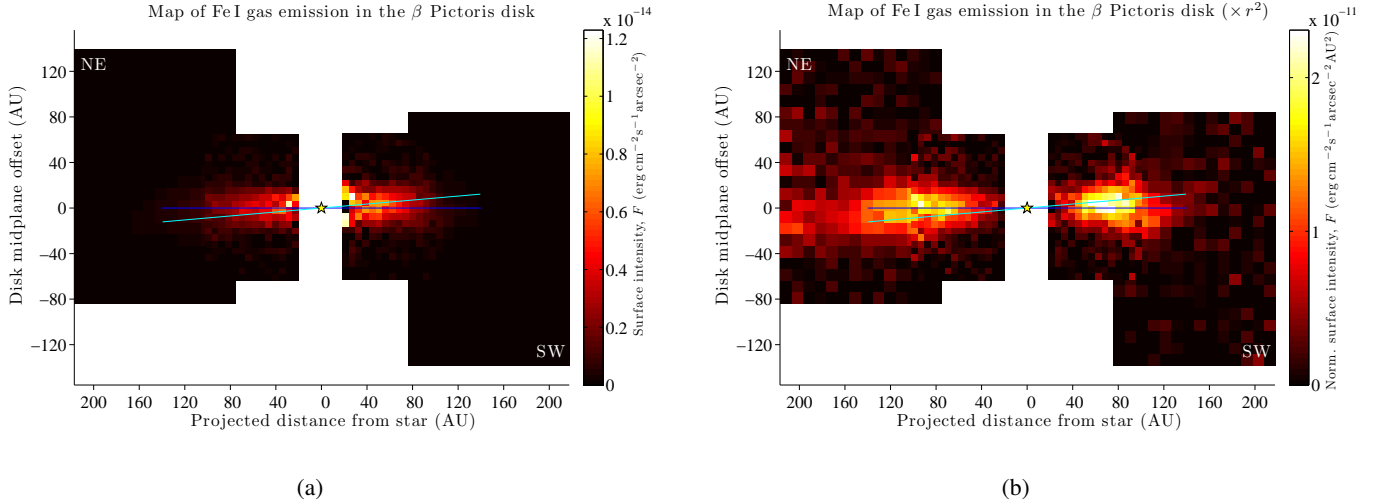 Map of Fe I gas emission in the β Pictoris disk
x 10⁻¹⁴
NE
SW
120
80
40
0
−40
−80
−120
Disk midplane offset (AU)
200 160 120 80 40 0 40 80 120 160 200
Projected distance from star (AU)
1.2
1
0.8
0.6
0.4
0.2
0
Surface intensity, F (erg cm⁻² s⁻¹ arcsec⁻²)
(a)
Map of Fe I gas emission in the β Pictoris disk (× r²)
x 10⁻¹¹
NE
SW
120
80
40
0
−40
−80
−120
Disk midplane offset (AU)
200 160 120 80 40 0 40 80 120 160 200
Projected distance from star (AU)
2
1
0
Norm. surface intensity, F (erg cm⁻² s⁻¹ arcsec⁻² AU²)
(b)